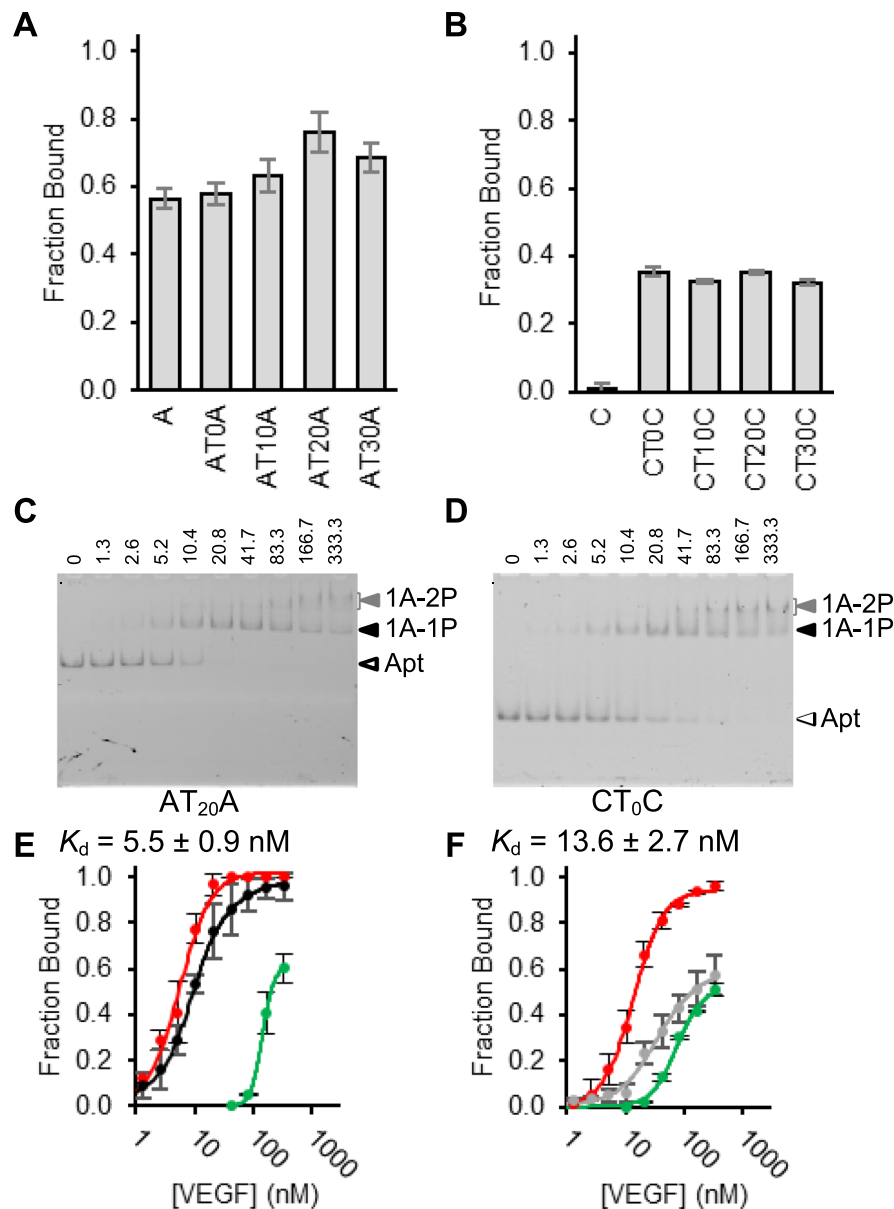 A
Fraction Bound
1.0
0.8
0.6
0.4
0.2
0.0
A
AT0A
AT10A
AT20A
AT30A
B
Fraction Bound
1.0
0.8
0.6
0.4
0.2
0.0
C
CT0C
CT10C
CT20C
CT30C
C
0
1.3
2.6
5.2
10.4
20.8
41.7
83.3
166.7
333.3
1A-2P
1A-1P
Apt
AT₂₀A
D
0
1.3
2.6
5.2
10.4
20.8
41.7
83.3
166.7
333.3
1A-2P
1A-1P
Apt
CT₀C
E
Kd = 5.5 ± 0.9 nM
Fraction Bound
1.0
0.8
0.6
0.4
0.2
0.0
1
10
100
1000
[VEGF] (nM)
F
Kd = 13.6 ± 2.7 nM
Fraction Bound
1.0
0.8
0.6
0.4
0.2
0.0
1
10
100
1000
[VEGF] (nM)